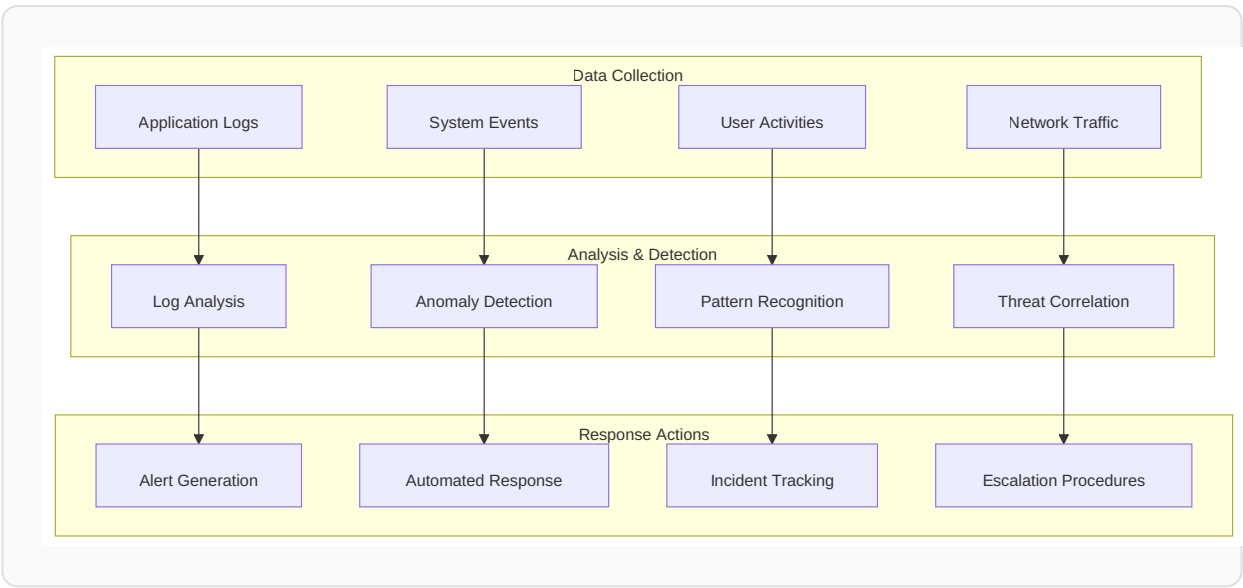 Data Collection
Application Logs
System Events
User Activities
Network Traffic
Analysis & Detection
Log Analysis
Anomaly Detection
Pattern Recognition
Threat Correlation
Response Actions
Alert Generation
Automated Response
Incident Tracking
Escalation Procedures